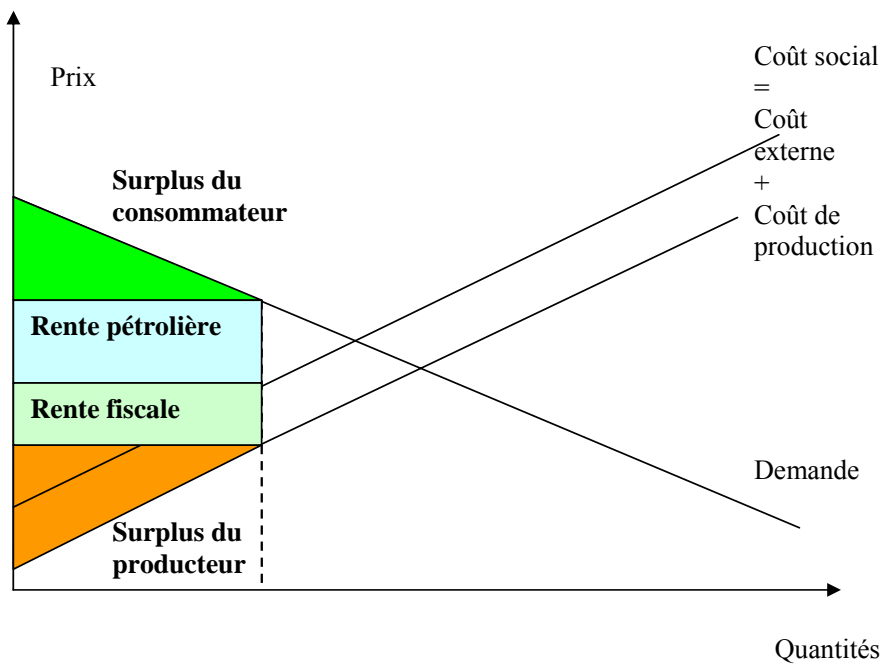 Prix
Coût social
=
Coût
externe
+
Coût de
production
Surplus du
consommateur
Rente pétrolière
Rente fiscale
Demande
Surplus du
producteur
Quantités